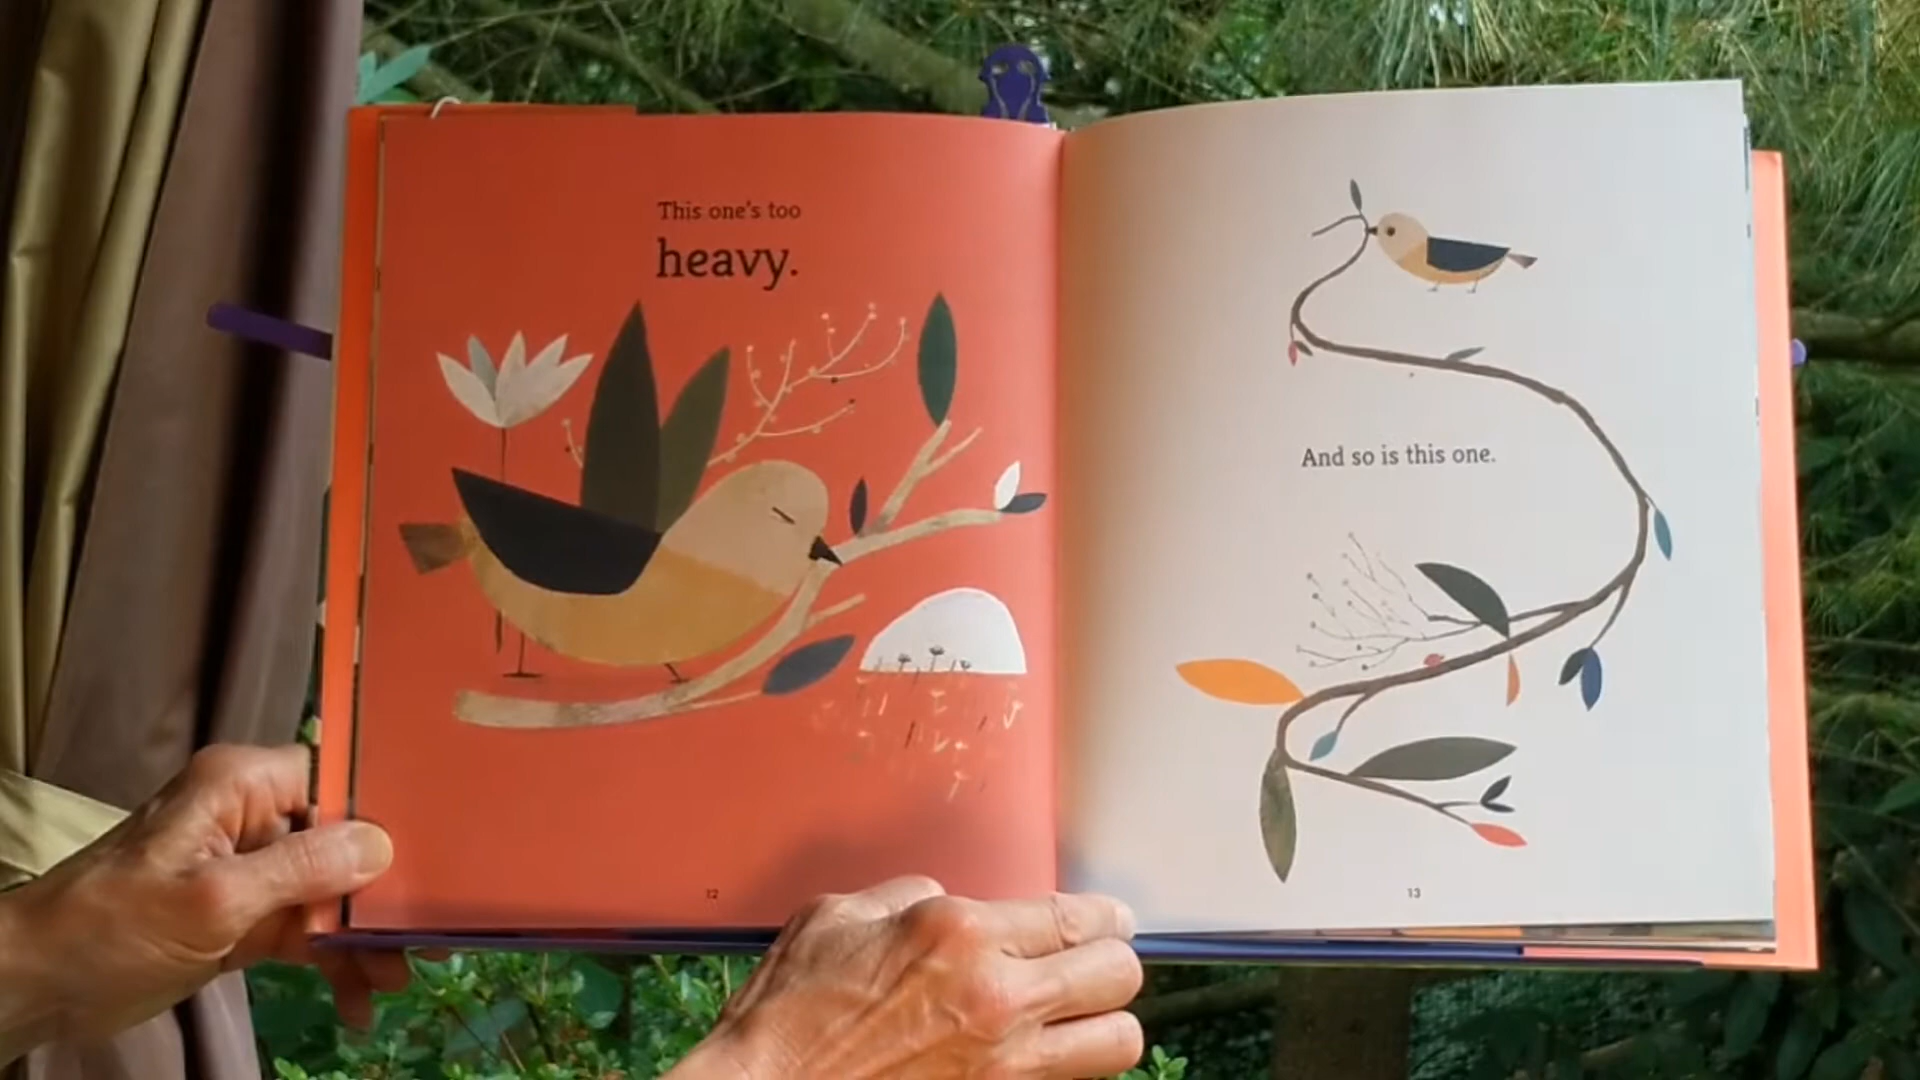 This one's too
heavy.
12
And so is this one.
13